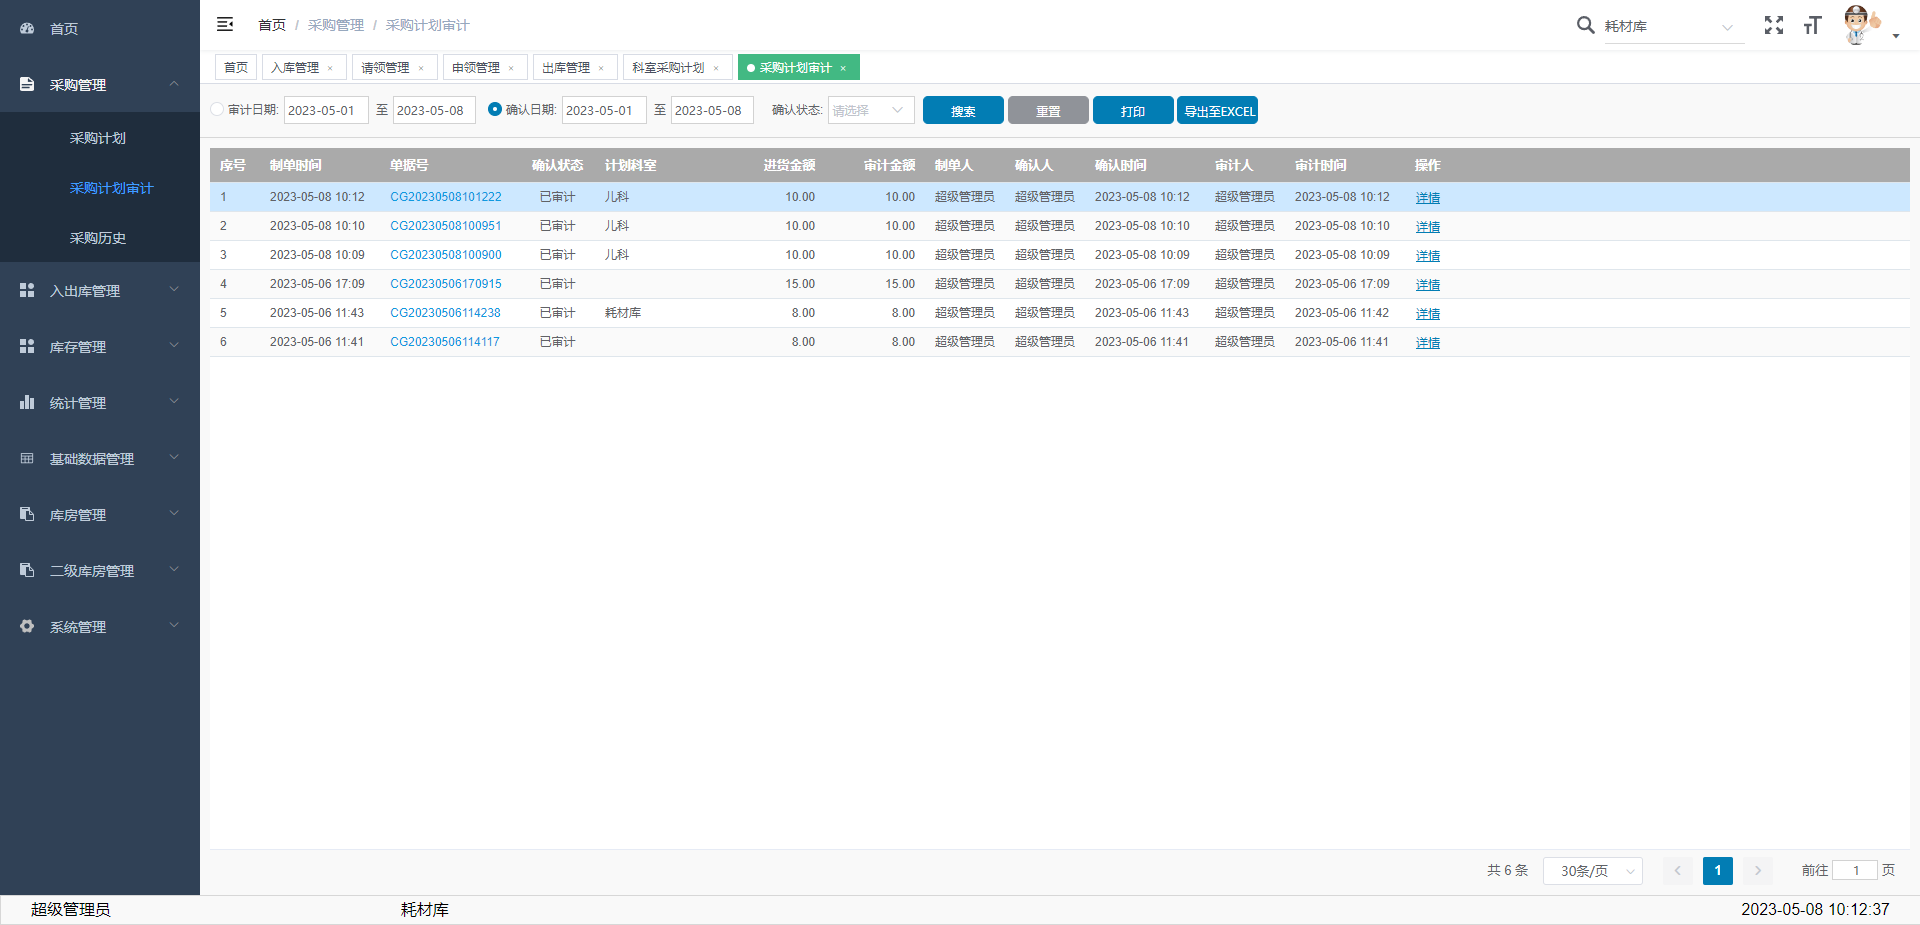 首页
采购管理
采购计划
采购计划审计
采购历史
入出库管理
库存管理
统计管理
基础数据管理
库房管理
二级库房管理
系统管理
首页 / 采购管理 / 采购计划审计
耗材库
首页 入库管理 × 请领管理 × 申领管理 × 出库管理 × 科室采购计划 × 采购计划审计 ×
审计日期: 2023-05-01 至 2023-05-08 确认日期: 2023-05-01 至 2023-05-08 确认状态: 请选择 搜索 重置 打印 导出至EXCEL
序号 制单时间 单据号 确认状态 计划科室 进货金额 审计金额 制单人 确认人 确认时间 审计人 审计时间 操作
1 2023-05-08 10:12 CG20230508101222 已审计 儿科 10.00 10.00 超级管理员 超级管理员 2023-05-08 10:12 超级管理员 2023-05-08 10:12 详情
2 2023-05-08 10:10 CG20230508100951 已审计 儿科 10.00 10.00 超级管理员 超级管理员 2023-05-08 10:10 超级管理员 2023-05-08 10:10 详情
3 2023-05-08 10:09 CG20230508100900 已审计 儿科 10.00 10.00 超级管理员 超级管理员 2023-05-08 10:09 超级管理员 2023-05-08 10:09 详情
4 2023-05-06 17:09 CG20230506170915 已审计 15.00 15.00 超级管理员 超级管理员 2023-05-06 17:09 超级管理员 2023-05-06 17:09 详情
5 2023-05-06 11:43 CG20230506114238 已审计 耗材库 8.00 8.00 超级管理员 超级管理员 2023-05-06 11:43 超级管理员 2023-05-06 11:42 详情
6 2023-05-06 11:41 CG20230506114117 已审计 8.00 8.00 超级管理员 超级管理员 2023-05-06 11:41 超级管理员 2023-05-06 11:41 详情
共 6 条 30条/页 1 前往 1 页
超级管理员 耗材库 2023-05-08 10:12:37